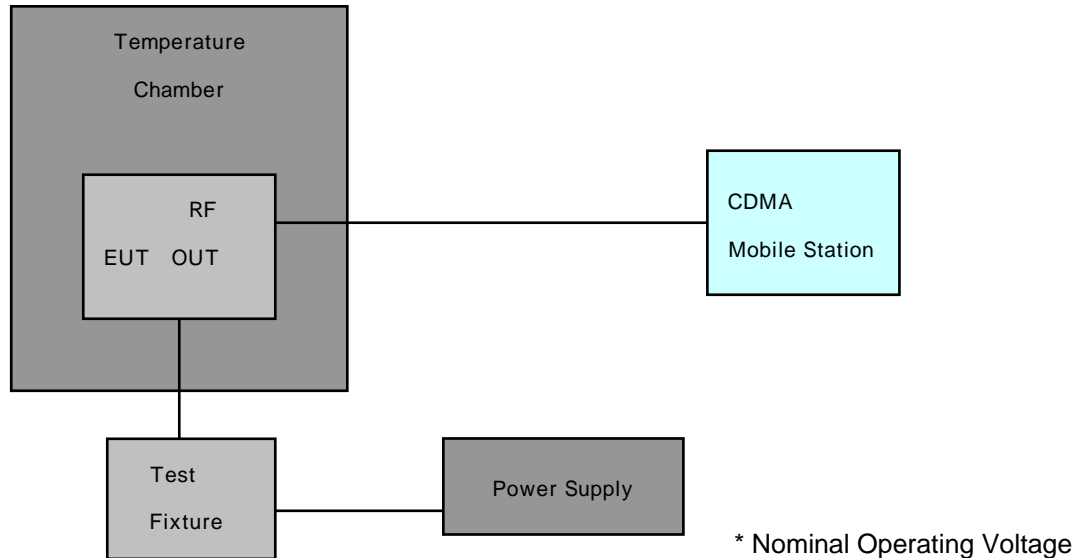 Temperature
Chamber
RF
EUT OUT
CDMA
Mobile Station
Test
Fixture
Power Supply
* Nominal Operating Voltage